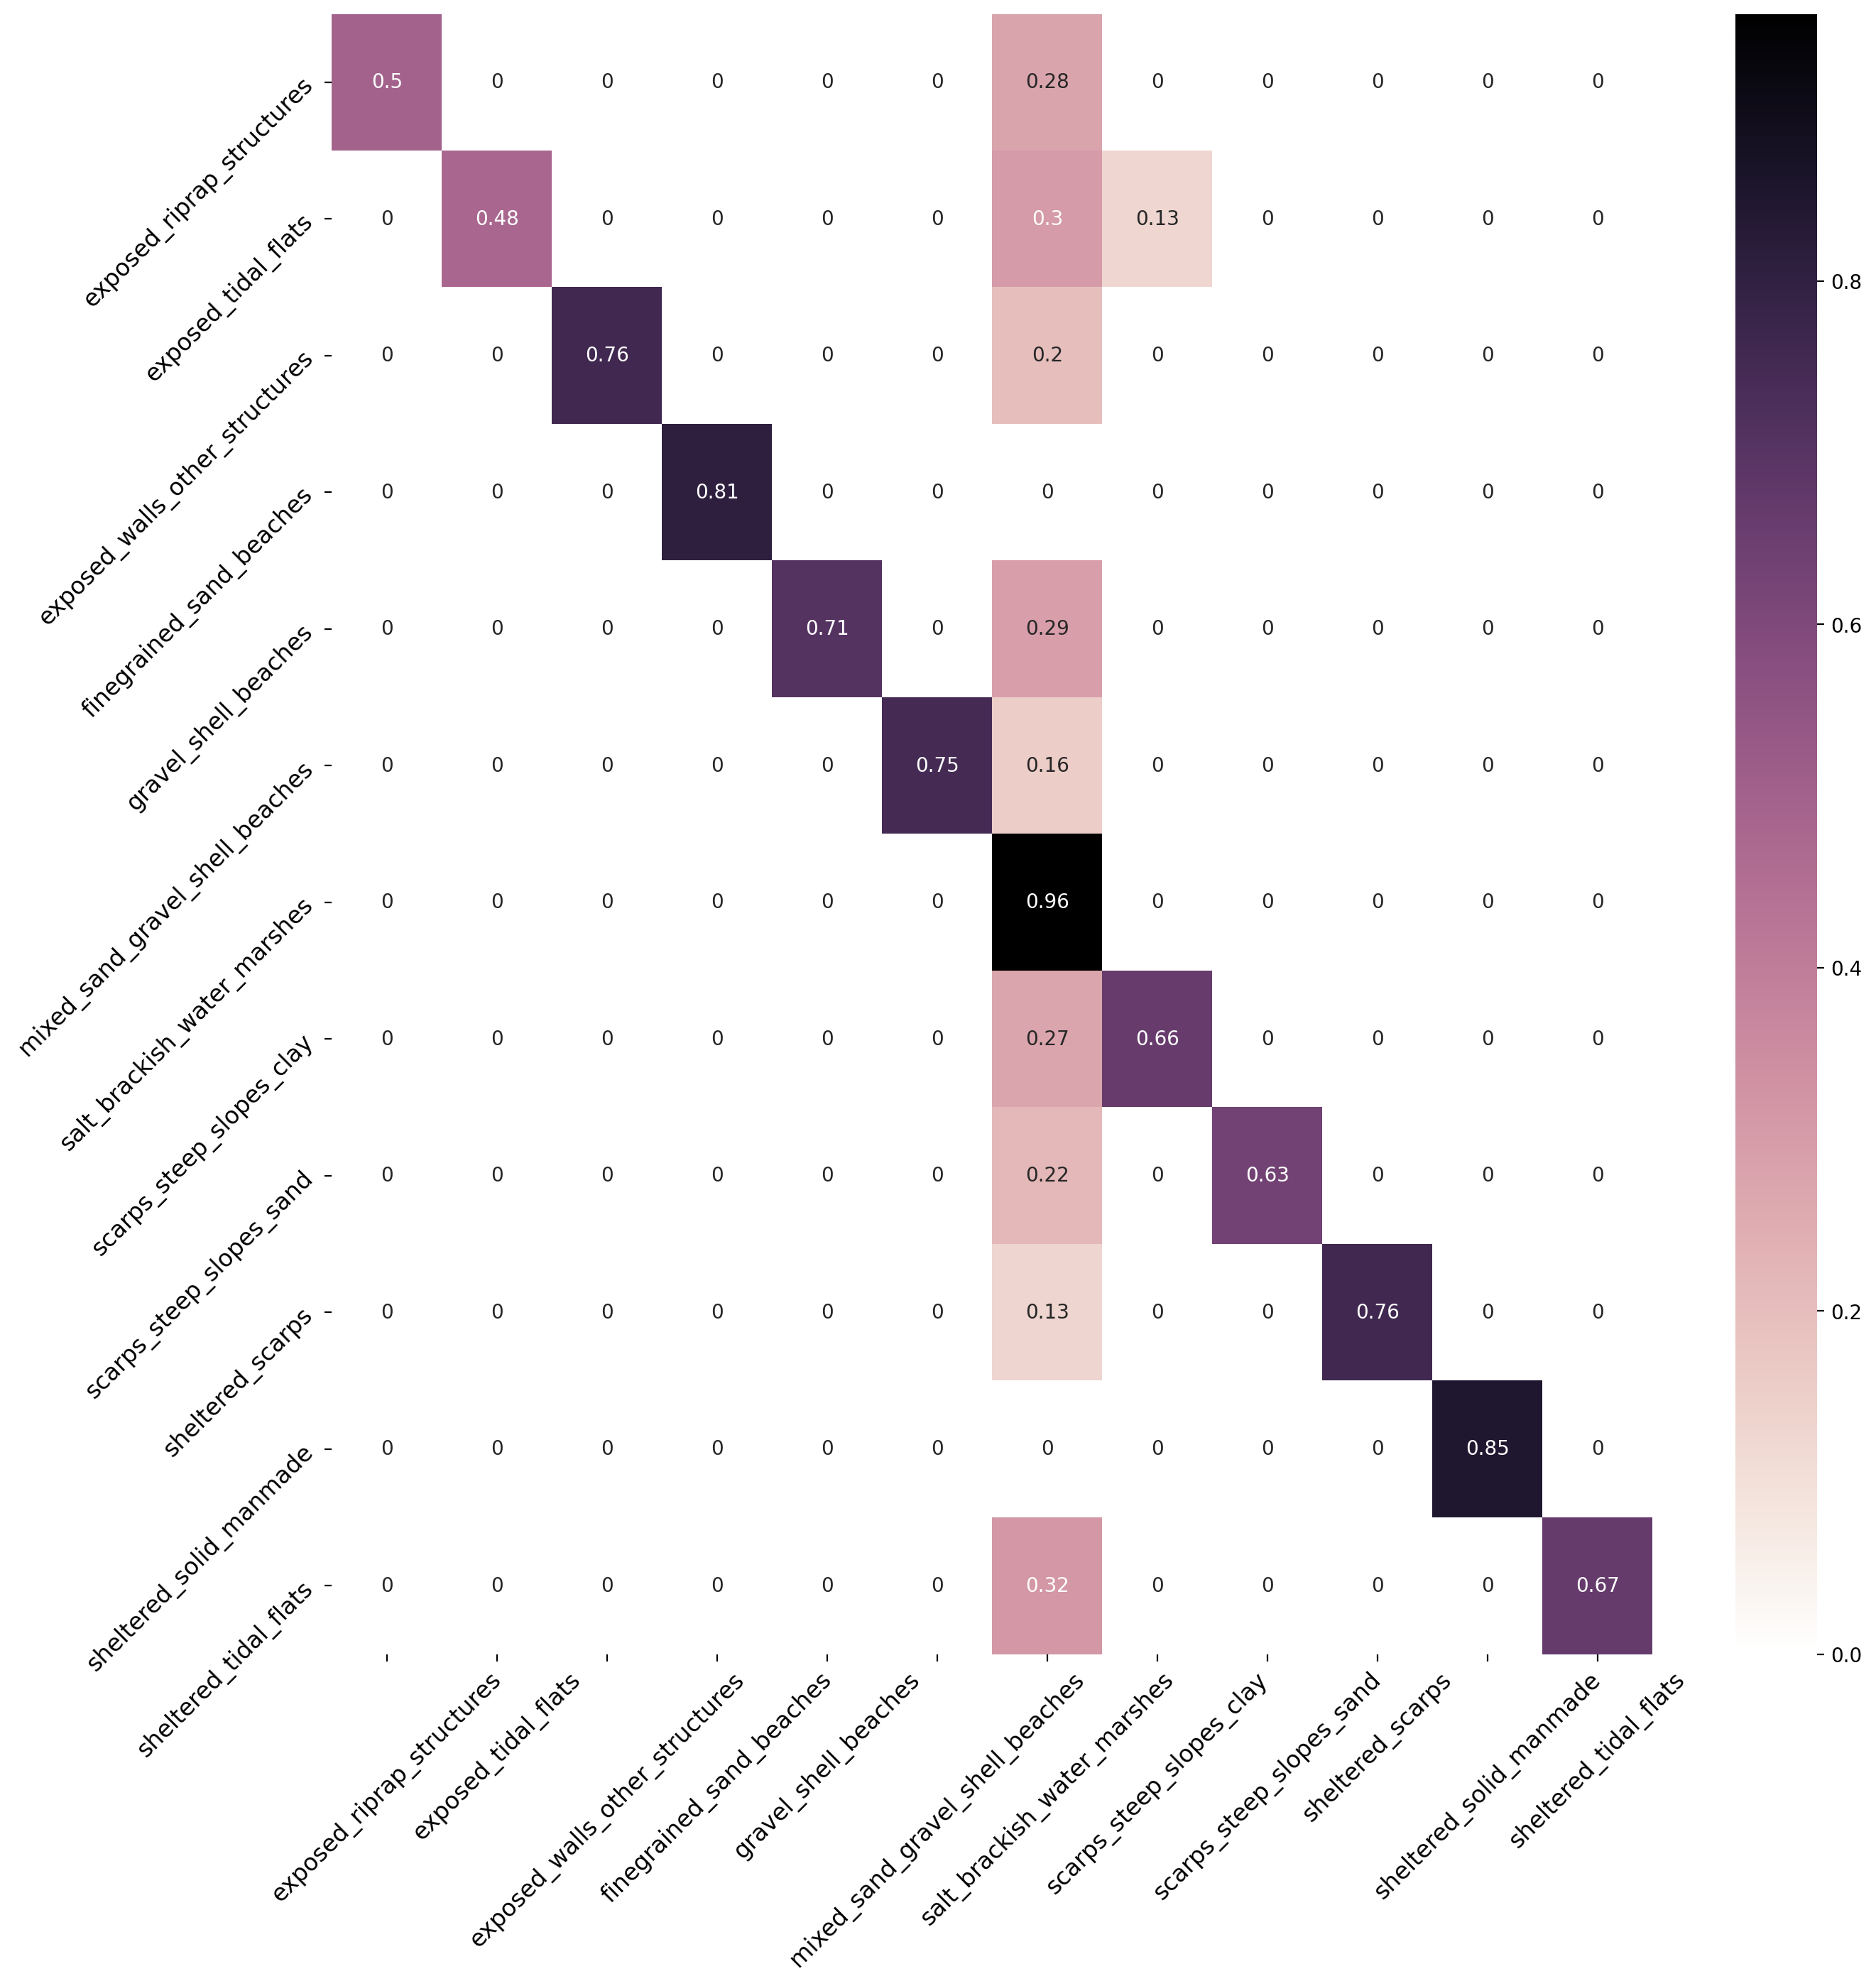 0.5 0 0 0 0 0 0.28 0 0 0 0 0
exposed_riprap_structures
0 0.48 0 0 0 0 0.3 0.13 0 0 0 0
exposed_tidal_flats
0 0 0.76 0 0 0 0.2 0 0 0 0 0
exposed_walls_other_structures
0 0 0 0.81 0 0 0 0 0 0 0 0
finegrained_sand_beaches
0 0 0 0 0.71 0 0.29 0 0 0 0 0
gravel_shell_beaches
0 0 0 0 0 0.75 0.16 0 0 0 0 0
mixed_sand_gravel_shell_beaches
0 0 0 0 0 0 0.96 0 0 0 0 0
salt_brackish_water_marshes
0 0 0 0 0 0 0.27 0.66 0 0 0 0
scarps_steep_slopes_clay
0 0 0 0 0 0 0.22 0 0.63 0 0 0
scarps_steep_slopes_sand
0 0 0 0 0 0 0.13 0 0 0.76 0 0
sheltered_scarps
0 0 0 0 0 0 0 0 0 0 0.85 0
sheltered_solid_manmade
0 0 0 0 0 0 0.32 0 0 0 0 0.67
sheltered_tidal_flats
exposed_riprap_structures
exposed_tidal_flats
exposed_walls_other_structures
finegrained_sand_beaches
gravel_shell_beaches
mixed_sand_gravel_shell_beaches
salt_brackish_water_marshes
scarps_steep_slopes_clay
scarps_steep_slopes_sand
sheltered_scarps
sheltered_solid_manmade
sheltered_tidal_flats
0.8
0.6
0.4
0.2
0.0